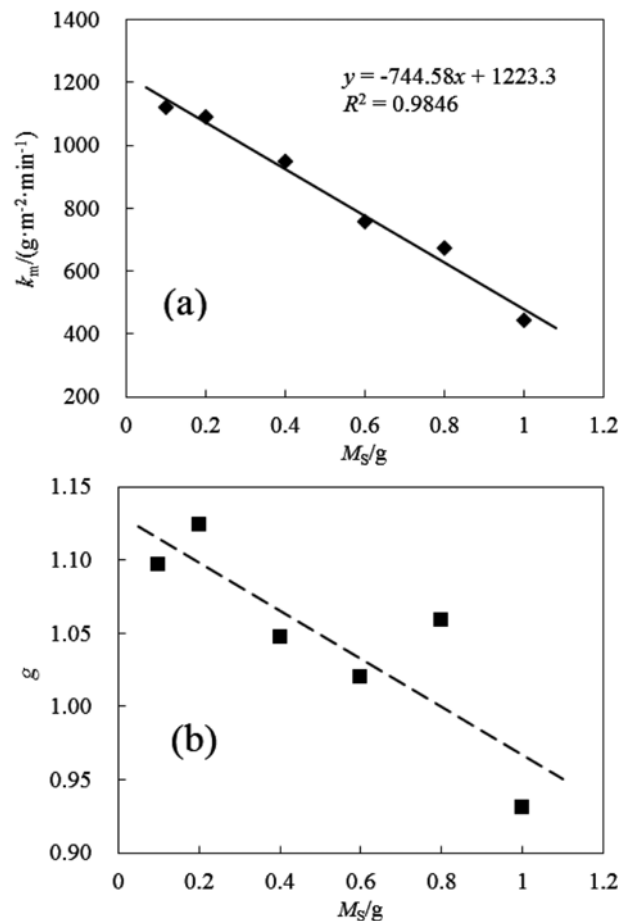 1400
1200
1000
800
600
400
200
k_m/(g·m⁻²·min⁻¹)
y = -744.58x + 1223.3
R² = 0.9846
(a)
0 0.2 0.4 0.6 0.8 1 1.2
M_S/g
1.15
1.10
1.05
1.00
0.95
0.90
g
(b)
0 0.2 0.4 0.6 0.8 1 1.2
M_S/g